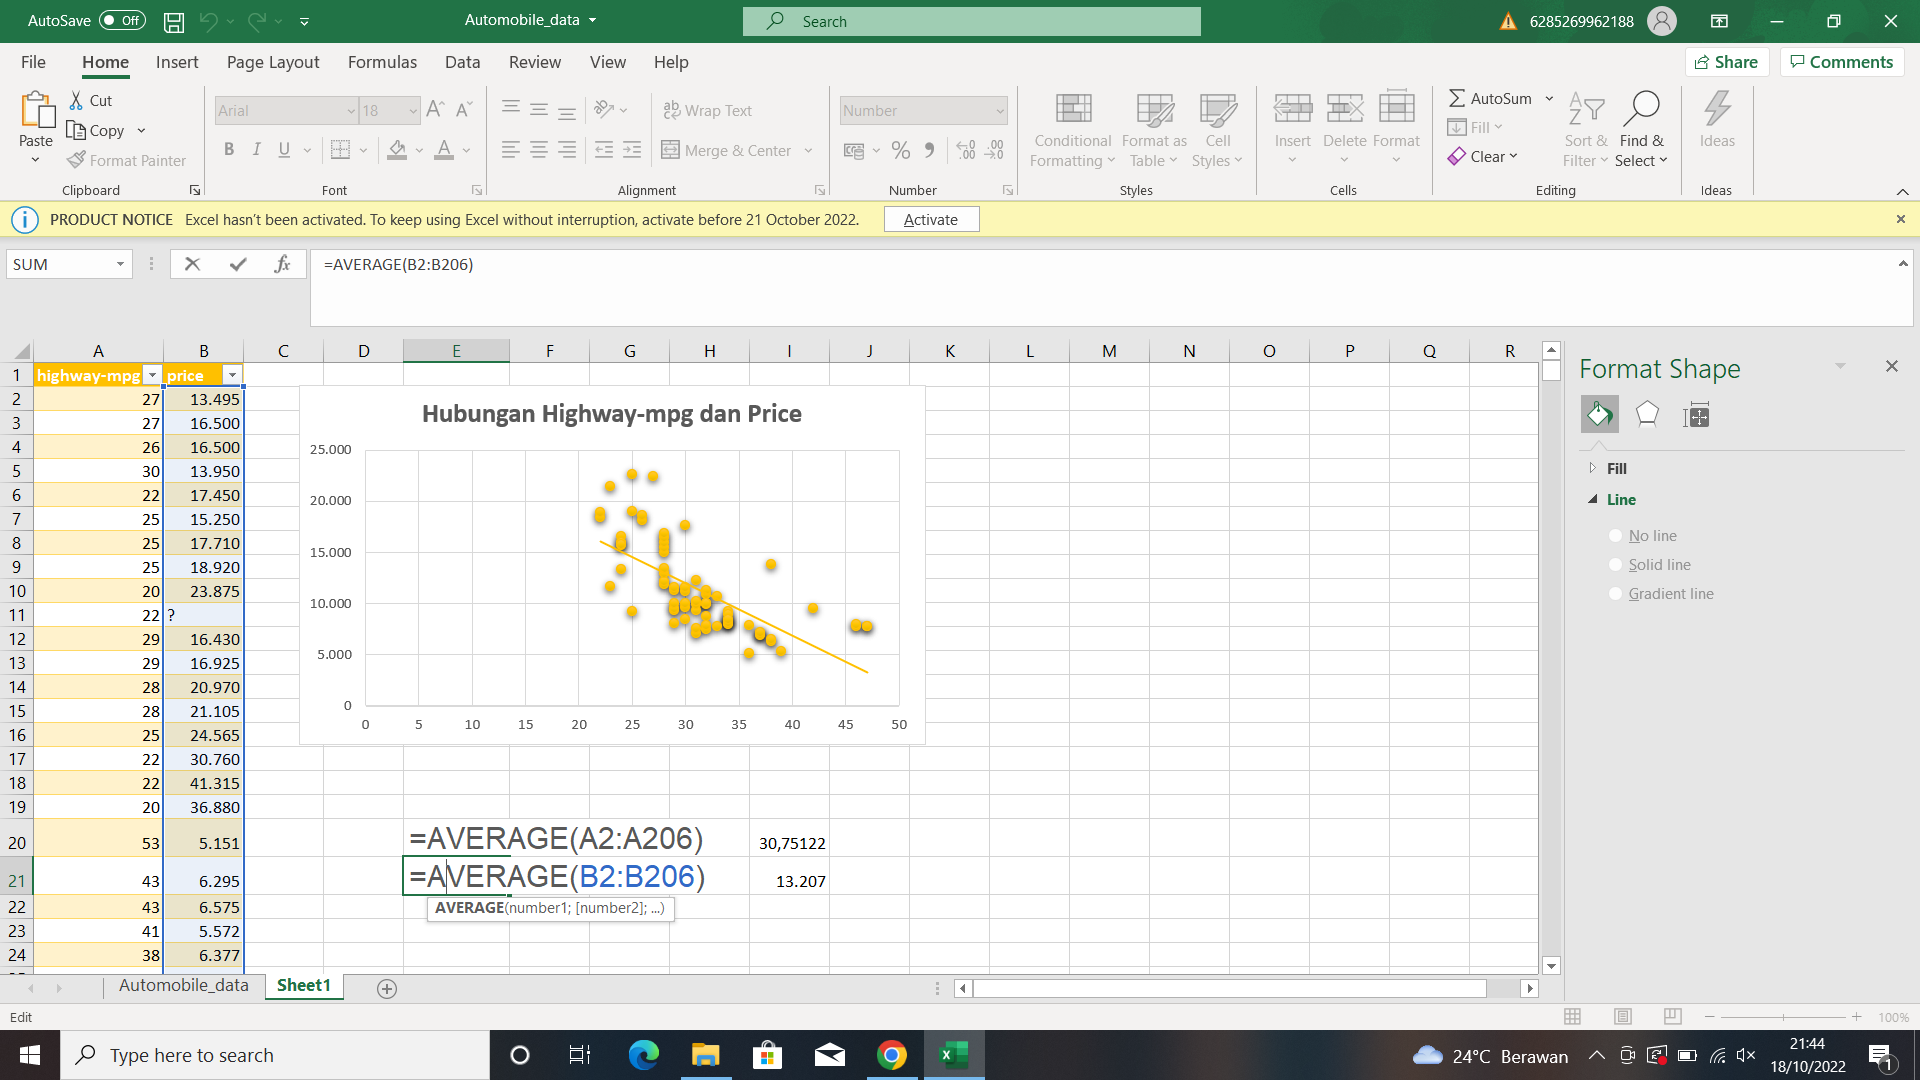 AutoSave Off Automobile_data Search 6285269962188
File Home Insert Page Layout Formulas Data Review View Help Share Comments
Paste Cut Copy Format Painter Clipboard
Arial 18 A A B I U A Font
ab Wrap Text Merge & Center Alignment
Number % Number
Conditional Formatting Format as Table Cell Styles Styles
Insert Delete Format Cells
AutoSum Fill Clear Sort & Filter Find & Select Editing
Ideas Ideas
PRODUCT NOTICE Excel hasn't been activated. To keep using Excel without interruption, activate before 21 October 2022. Activate
SUM fx =AVERAGE(B2:B206)
A B C D E F G H I J K L M N O P Q R
1 highway-mpg price
2 27 13.495
3 27 16.500
4 26 16.500
5 30 13.950
6 22 17.450
7 25 15.250
8 25 17.710
9 25 18.920
10 20 23.875
11 22 ?
12 29 16.430
13 29 16.925
14 28 20.970
15 28 21.105
16 25 24.565
17 22 30.760
18 22 41.315
19 20 36.880
20 53 5.151 =AVERAGE(A2:A206) 30,75122
21 43 6.295 =AVERAGE(B2:B206) 13.207
AVERAGE(number1; [number2]; ...)
22 43 6.575
23 41 5.572
24 38 6.377
Hubungan Highway-mpg dan Price
25.000
20.000
15.000
10.000
5.000
0
0 5 10 15 20 25 30 35 40 45 50
Format Shape
Fill
Line
No line
Solid line
Gradient line
Automobile_data Sheet1
Edit 100%
Type here to search 24°C Berawan 21:44
18/10/2022 1